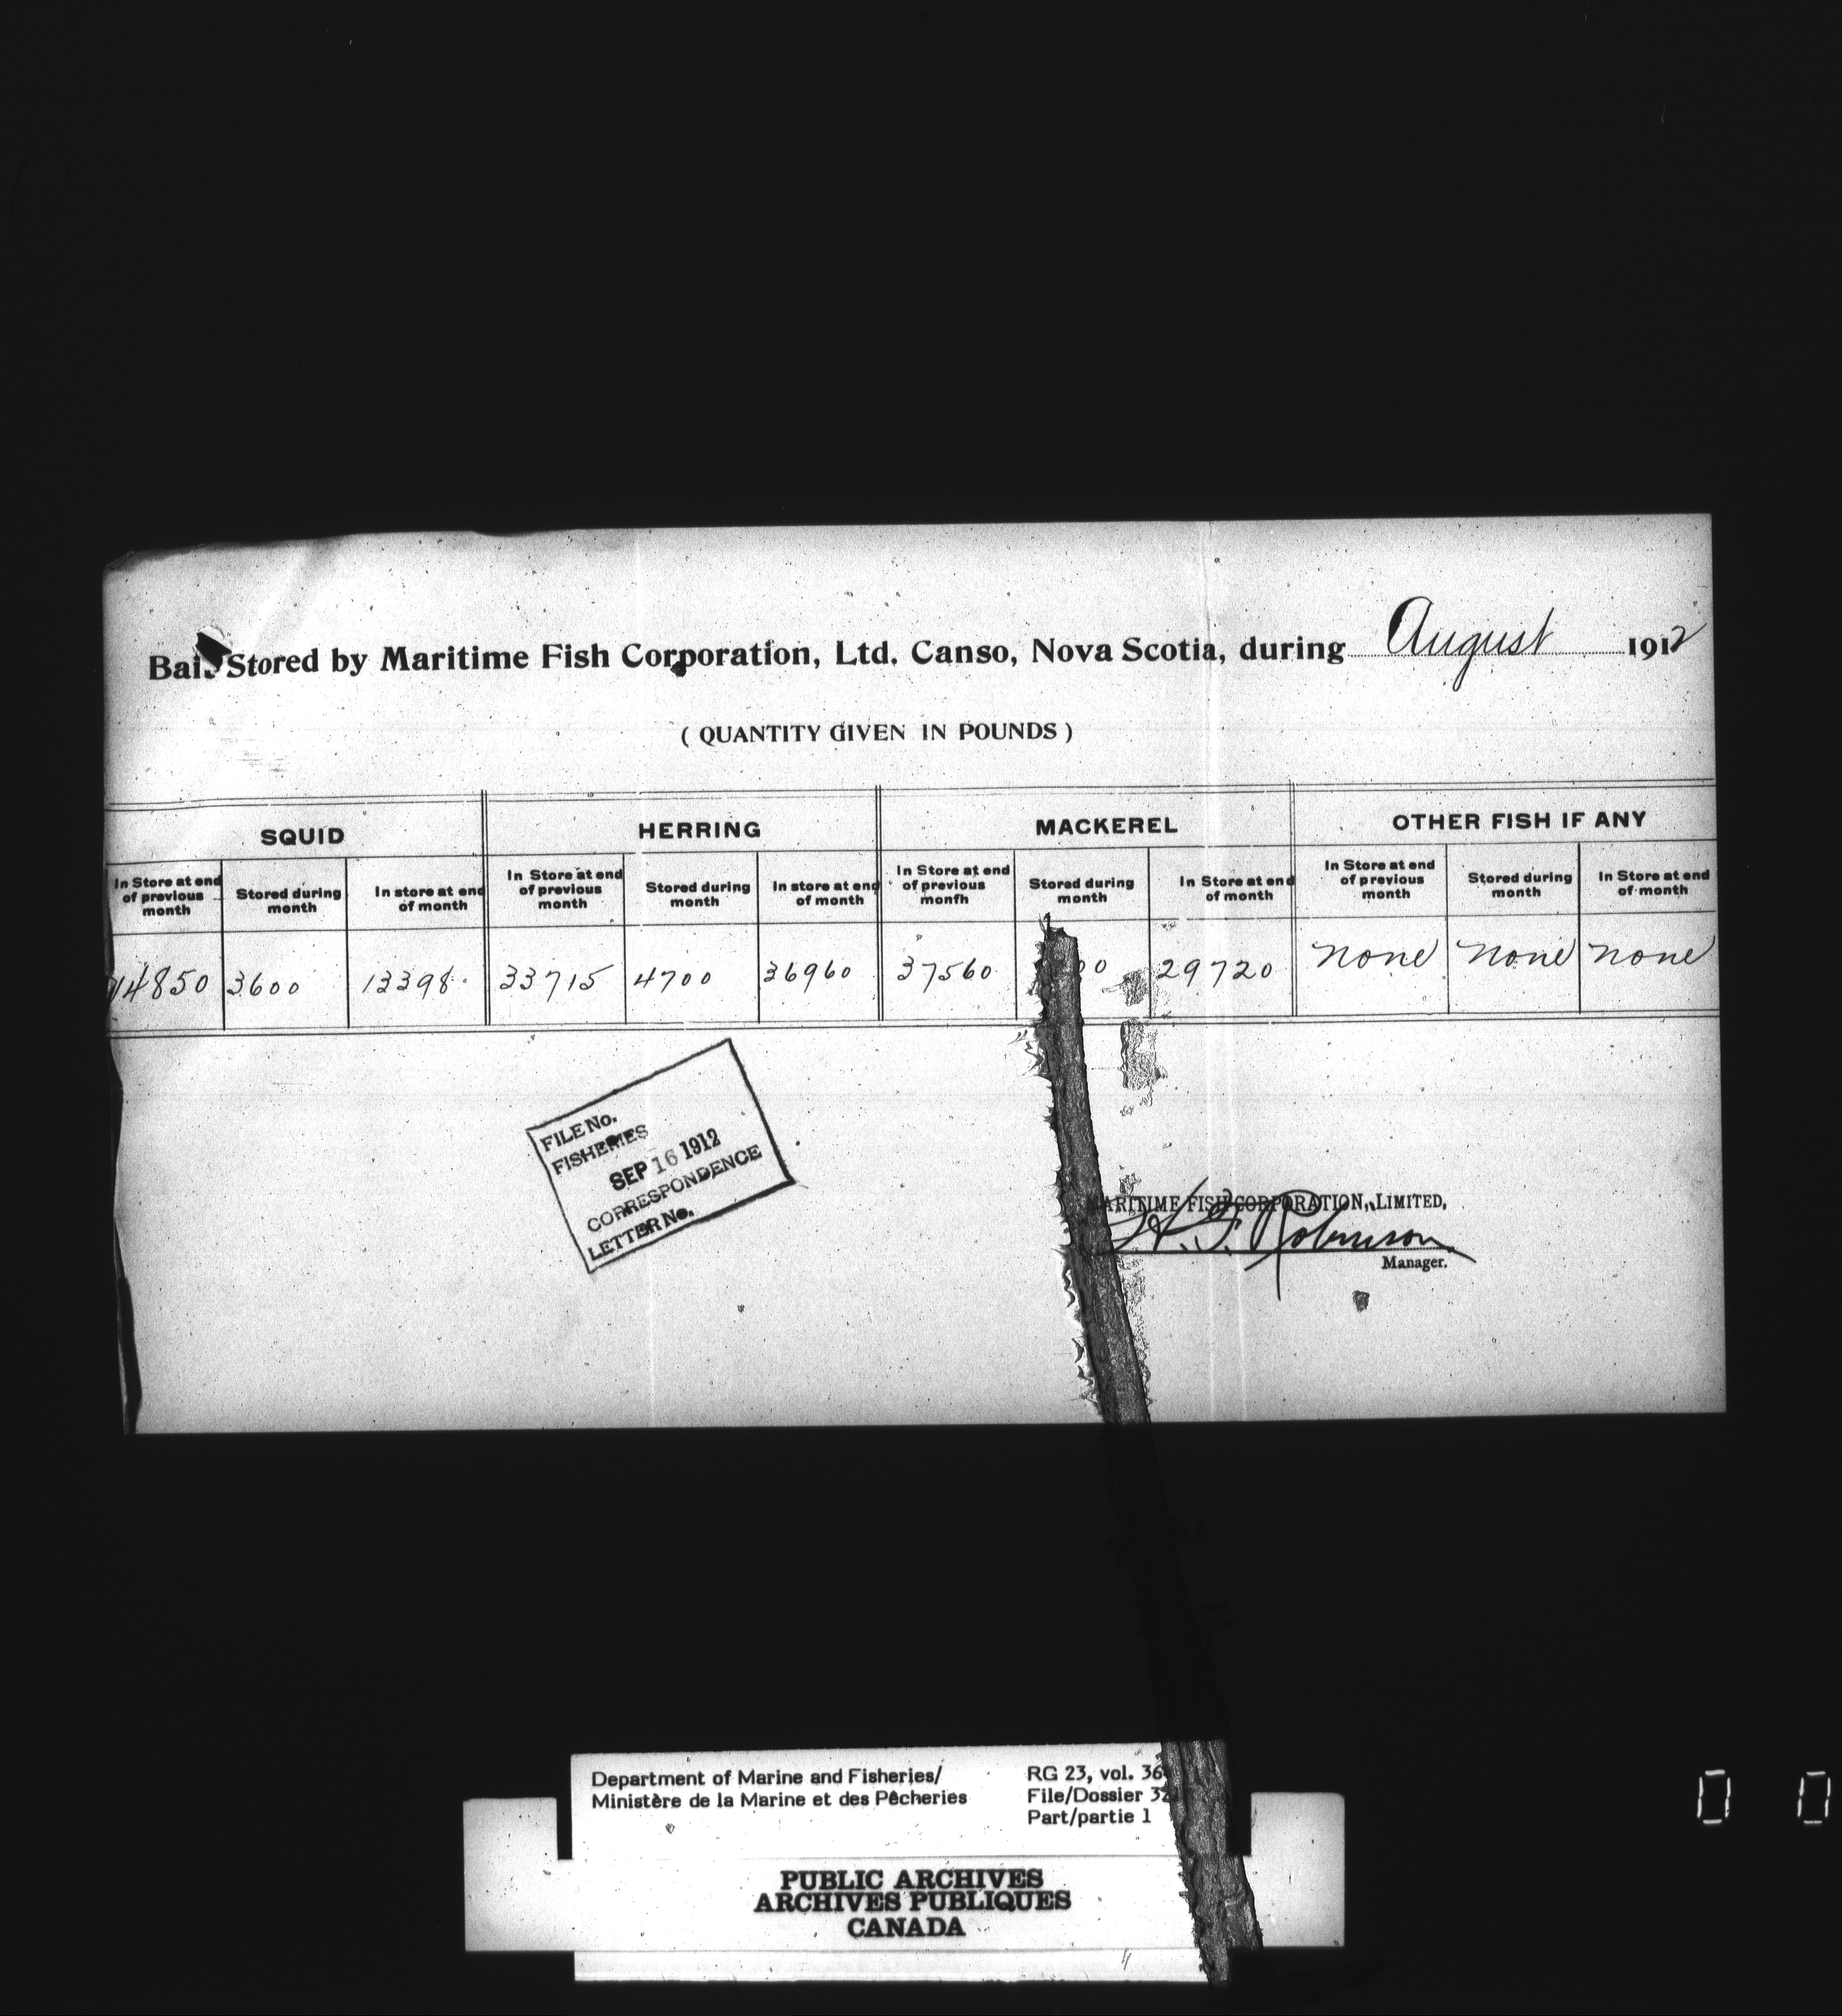 Bait Stored by Maritime Fish Corporation, Ltd. Canso, Nova Scotia, during August 1912
( QUANTITY GIVEN IN POUNDS )
SQUID HERRING MACKEREL OTHER FISH IF ANY
In Store at end of previous month Stored during month In store at end of month In Store at end of previous month Stored during month In store at end of month In Store at end of previous monfh Stored during month In Store at end of month In Store at end of previous month Stored during month In Store at end of month
14850 3600 13398 33715 4700 36960 37560 29720 none none none
FILE No.
FISHERIES
SEP 16 1912
CORRESPONDENCE
LETTER No.
MARITIME FISH CORPORATION, LIMITED,
H. F. Robinson
Manager.
Department of Marine and Fisheries/
Ministère de la Marine et des Pêcheries
RG 23, vol.
File/Dossier
Part/partie 1
PUBLIC ARCHIVES
ARCHIVES PUBLIQUES
CANADA
0 0